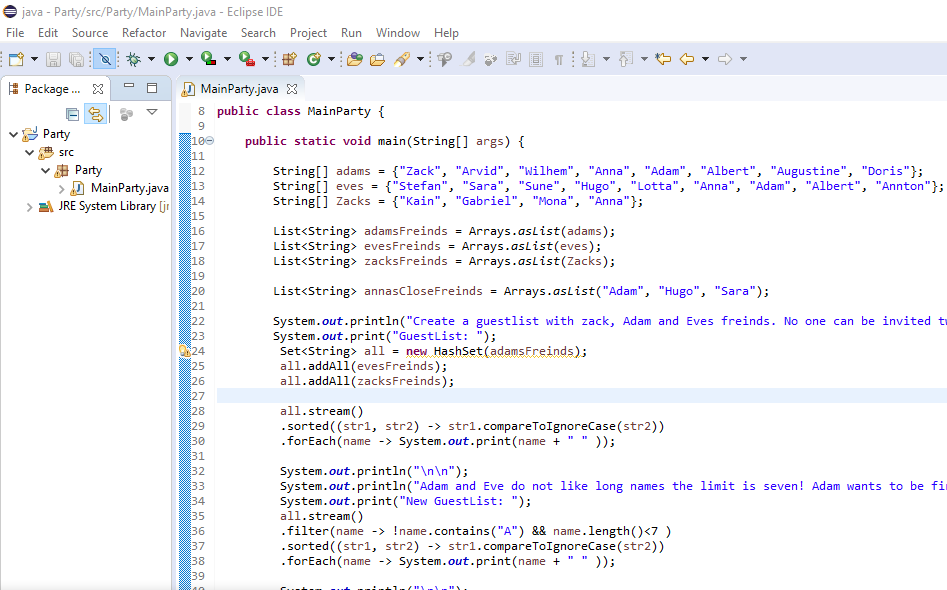 java - Party/src/Party/MainParty.java - Eclipse IDE
File Edit Source Refactor Navigate Search Project Run Window Help
Package ...
Party
src
Party
MainParty.java
JRE System Library [jr
MainParty.java
8 public class MainParty {
9
10 public static void main(String[] args) {
11
12 String[] adams = {"Zack", "Arvid", "Wilhem", "Anna", "Adam", "Albert", "Augustine", "Doris"};
13 String[] eves = {"Stefan", "Sara", "Sune", "Hugo", "Lotta", "Anna", "Adam", "Albert", "Annton"};
14 String[] Zacks = {"Kain", "Gabriel", "Mona", "Anna"};
15
16 List<String> adamsFreinds = Arrays.asList(adams);
17 List<String> evesFreinds = Arrays.asList(eves);
18 List<String> zacksFreinds = Arrays.asList(Zacks);
19
20 List<String> annasCloseFreinds = Arrays.asList("Adam", "Hugo", "Sara");
21
22 System.out.println("Create a guestlist with zack, Adam and Eves freinds. No one can be invited tw
23 System.out.print("GuestList: ");
24 Set<String> all = new HashSet(adamsFreinds);
25 all.addAll(evesFreinds);
26 all.addAll(zacksFreinds);
27
28 all.stream()
29 .sorted((str1, str2) -> str1.compareToIgnoreCase(str2))
30 .forEach(name -> System.out.print(name + " " ));
31
32 System.out.println("\n\n");
33 System.out.println("Adam and Eve do not like long names the limit is seven! Adam wants to be fi
34 System.out.print("New GuestList: ");
35 all.stream()
36 .filter(name -> !name.contains("A") && name.length()<7 )
37 .sorted((str1, str2) -> str1.compareToIgnoreCase(str2))
38 .forEach(name -> System.out.print(name + " " ));
39
40 System.out.println("\n\n");